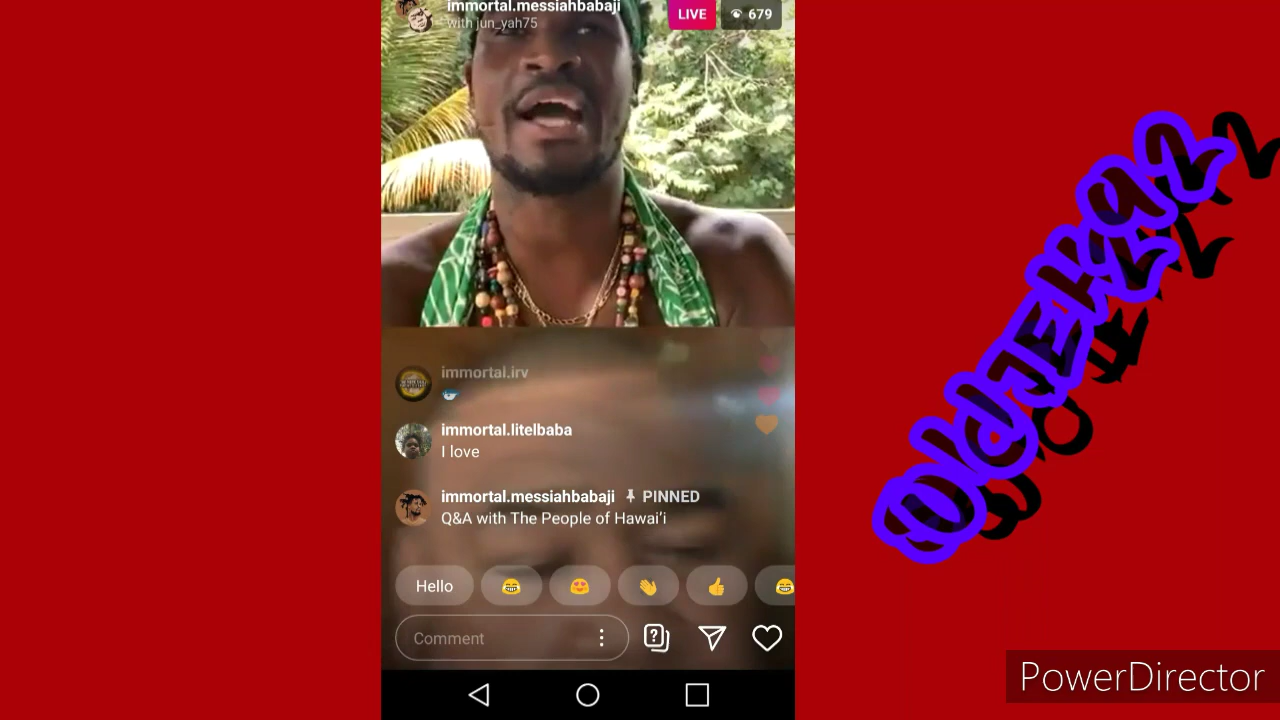 immortal.messiahbabaji
with jun_yah75
LIVE
679
immortal.irv
immortal.litelbaba
I love
immortal.messiahbabaji PINNED
Q&A with The People of Hawai‘i
Hello
Comment
PowerDirector